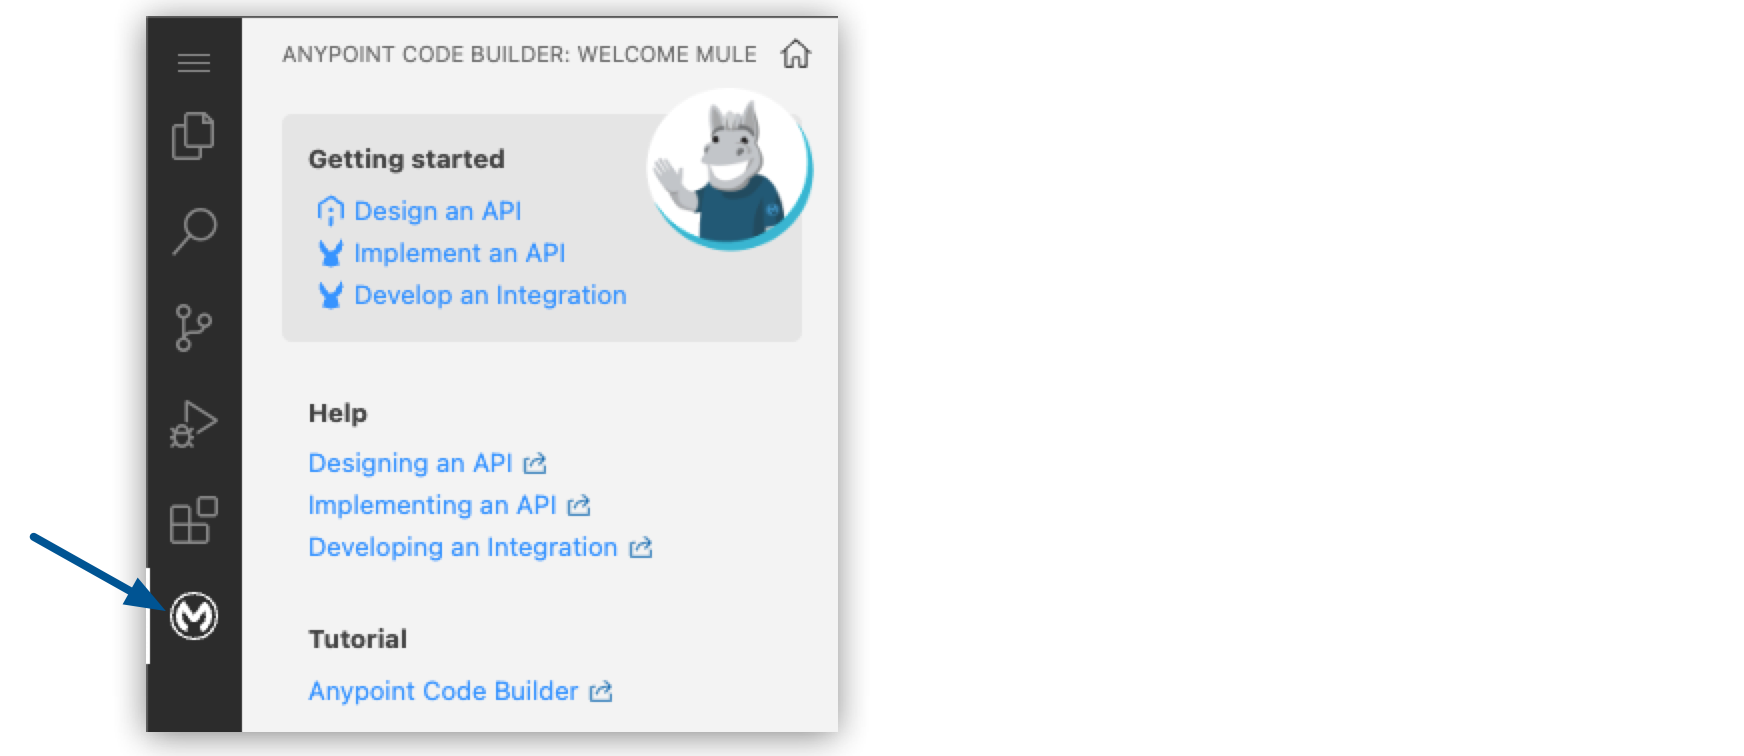 ANYPOINT CODE BUILDER: WELCOME MULE
Getting started
Design an API
Implement an API
Develop an Integration
Help
Designing an API
Implementing an API
Developing an Integration
Tutorial
Anypoint Code Builder